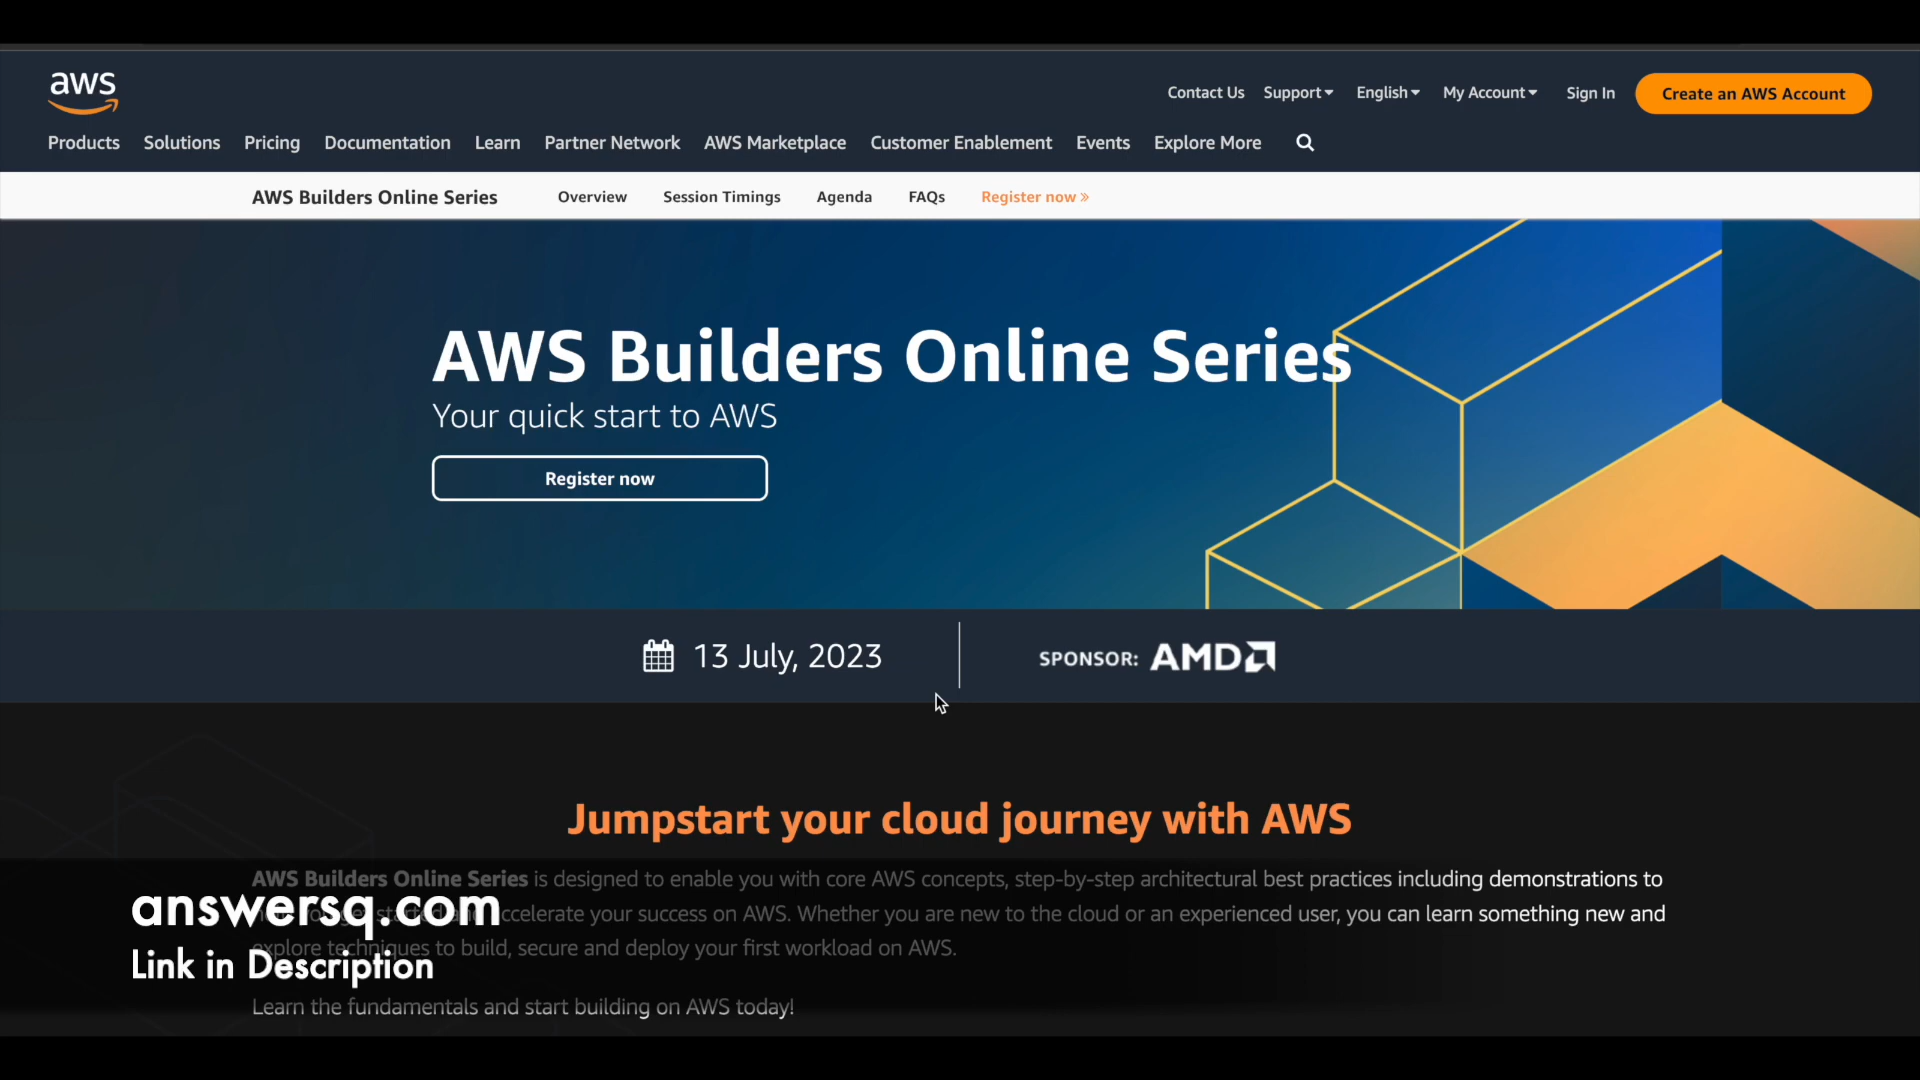 aws
Contact Us Support English My Account Sign In Create an AWS Account
Products Solutions Pricing Documentation Learn Partner Network AWS Marketplace Customer Enablement Events Explore More
AWS Builders Online Series Overview Session Timings Agenda FAQs Register now »
AWS Builders Online Series
Your quick start to AWS
Register now
13 July, 2023
SPONSOR: AMD
Jumpstart your cloud journey with AWS
AWS Builders Online Series is designed to enable you with core AWS concepts, step-by-step architectural best practices including demonstrations to
accelerate your success on AWS. Whether you are new to the cloud or an experienced user, you can learn something new and
explore techniques to build, secure and deploy your first workload on AWS.
Learn the fundamentals and start building on AWS today!
answersq.com
Link in Description